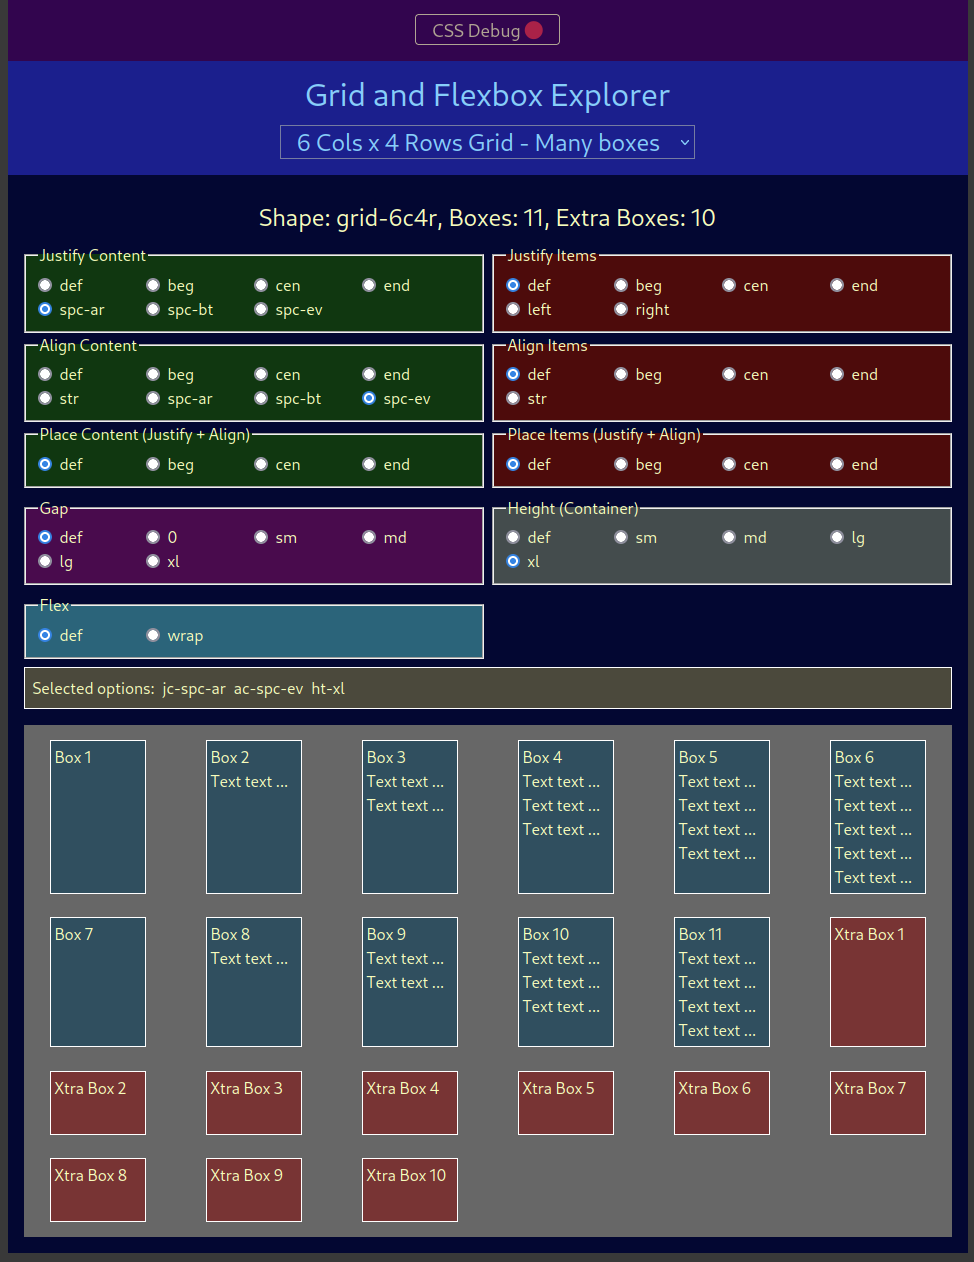 CSS Debug
Grid and Flexbox Explorer
6 Cols x 4 Rows Grid - Many boxes
Shape: grid-6c4r, Boxes: 11, Extra Boxes: 10
Justify Content
def beg cen end
spc-ar spc-bt spc-ev
Justify Items
def beg cen end
left right
Align Content
def beg cen end
str spc-ar spc-bt spc-ev
Align Items
def beg cen end
str
Place Content (Justify + Align)
def beg cen end
Place Items (Justify + Align)
def beg cen end
Gap
def 0 sm md
lg xl
Height (Container)
def sm md lg
xl
Flex
def wrap
Selected options: jc-spc-ar ac-spc-ev ht-xl
Box 1
Box 2
Text text ...
Box 3
Text text ...
Text text ...
Box 4
Text text ...
Text text ...
Text text ...
Box 5
Text text ...
Text text ...
Text text ...
Text text ...
Box 6
Text text ...
Text text ...
Text text ...
Text text ...
Text text ...
Box 7
Box 8
Text text ...
Box 9
Text text ...
Text text ...
Box 10
Text text ...
Text text ...
Text text ...
Box 11
Text text ...
Text text ...
Text text ...
Text text ...
Xtra Box 1
Xtra Box 2
Xtra Box 3
Xtra Box 4
Xtra Box 5
Xtra Box 6
Xtra Box 7
Xtra Box 8
Xtra Box 9
Xtra Box 10